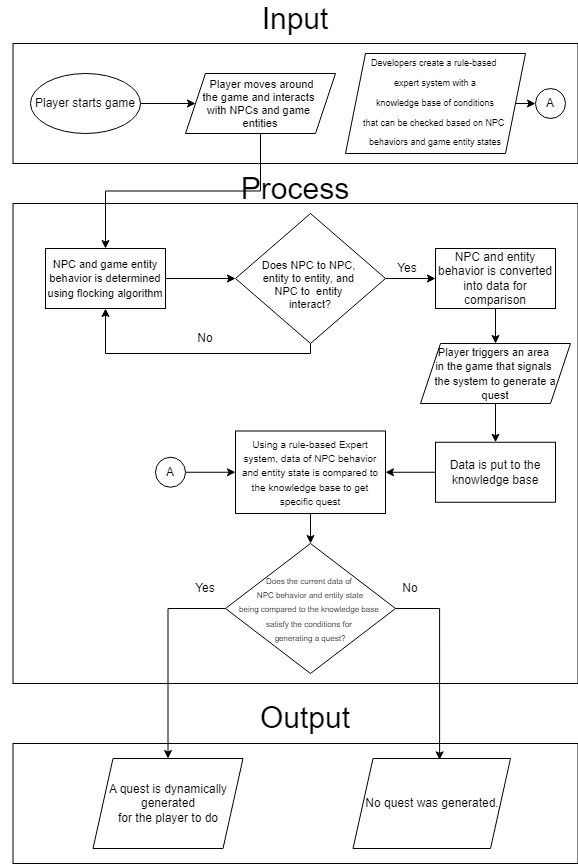 Input
Player starts game
Player moves around
the game and interacts
with NPCs and game
entities
Developers create a rule-based
expert system with a
knowledge base of conditions
that can be checked based on NPC
behaviors and game entity states
A
Process
NPC and game entity
behavior is determined
using flocking algorithm
Does NPC to NPC,
entity to entity, and
NPC to entity
interact?
Yes
No
NPC and entity
behavior is converted
into data for
comparison
Player triggers an area
in the game that signals
the system to generate a
quest
Data is put to the
knowledge base
A
Using a rule-based Expert
system, data of NPC behavior
and entity state is compared to
the knowledge base to get
specific quest
Does the current data of
NPC behavior and entity state
being compared to the knowledge base
satisfy the conditions for
generating a quest?
Yes
No
Output
A quest is dynamically
generated
for the player to do
No quest was generated.